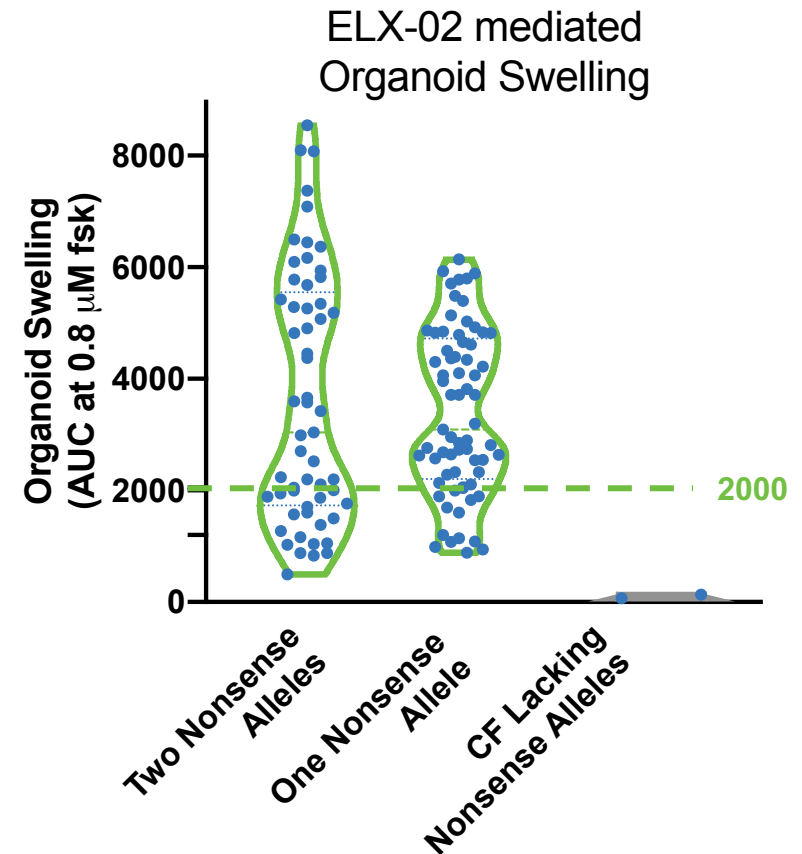 ELX-02 mediated
Organoid Swelling
Organoid Swelling
(AUC at 0.8 μM fsk)
8000
6000
4000
2000
0
2000
Two Nonsense
Alleles
One Nonsense
Allele
CF Lacking
Nonsense Alleles